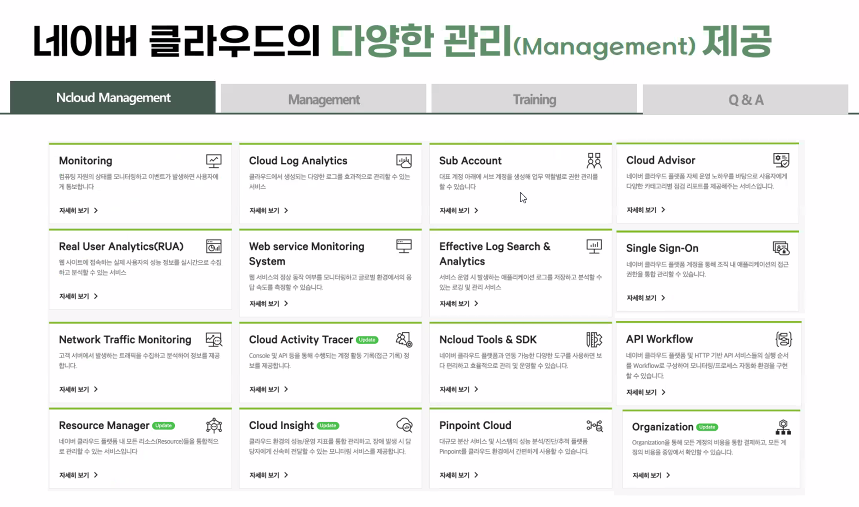 네이버 클라우드의 다양한 관리(Management) 제공
Ncloud Management
Management
Training
Q & A
Monitoring
컴퓨팅 자원의 상태를 모니터링하고 이벤트가 발생하면 사용자에
게 통보합니다
자세히 보기 >
Cloud Log Analytics
클라우드에서 생성되는 다양한 로그를 효과적으로 관리할 수 있는
서비스
자세히 보기 >
Sub Account
대표 계정 아래에 서브 계정을 생성해 업무 역할별로 권한 관리를
할 수 있습니다
자세히 보기 >
Cloud Advisor
네이버 클라우드 플랫폼 자체 운영 노하우를 바탕으로 사용자에게
다양한 카테고리별 점검 리포트를 제공해주는 서비스입니다.
자세히 보기 >
Real User Analytics(RUA)
웹 사이트에 접속하는 실제 사용자의 성능 정보를 실시간으로 수집
하고 분석할 수 있는 서비스
자세히 보기 >
Web service Monitoring
System
웹 서비스의 정상 동작 여부를 모니터링하고 글로벌 환경에서의 응
답 속도를 측정할 수 있습니다.
자세히 보기 >
Effective Log Search &
Analytics
서비스 운영 시 발생하는 애플리케이션 로그를 저장하고 분석할 수
있는 로깅 및 관리 서비스
자세히 보기 >
Single Sign-On
네이버 클라우드 플랫폼 계정을 통해 조직 내 애플리케이션의 접근
권한을 통합 관리할 수 있습니다.
자세히 보기 >
Network Traffic Monitoring
고객 서버에서 발생하는 트래픽을 수집하고 분석하여 정보를 제공
합니다.
자세히 보기 >
Cloud Activity Tracer Update
Console 및 API 등을 통해 수행되는 계정 활동 기록(접근 기록) 정
보를 제공합니다.
자세히 보기 >
Ncloud Tools & SDK
네이버 클라우드 플랫폼과 연동 가능한 다양한 도구를 사용하면 보
다 편리하고 효율적으로 관리 및 운영할 수 있습니다.
자세히 보기 >
API Workflow
네이버 클라우드 플랫폼 및 HTTP 기반 API 서비스들의 실행 순서
를 Workflow로 구성하여 모니터링/프로세스 자동화 환경을 구현
할 수 있습니다.
자세히 보기 >
Resource Manager Update
네이버 클라우드 플랫폼 내 모든 리소스(Resource)들을 통합적으
로 관리할 수 있는 서비스입니다
자세히 보기 >
Cloud Insight Update
클라우드 환경의 성능/운영 지표를 통합 관리하고, 장애 발생 시 담
당자에게 신속히 전달할 수 있는 모니터링 서비스를 제공합니다.
자세히 보기 >
Pinpoint Cloud
대규모 분산 서비스 및 시스템의 성능 분석/진단/추적 플랫폼
Pinpoint를 클라우드 환경에서 간편하게 사용할 수 있습니다.
자세히 보기 >
Organization Update
Organization을 통해 모든 계정의 비용을 통합 결제하고, 모든 계
정의 비용을 중앙에서 확인할 수 있습니다.
자세히 보기 >